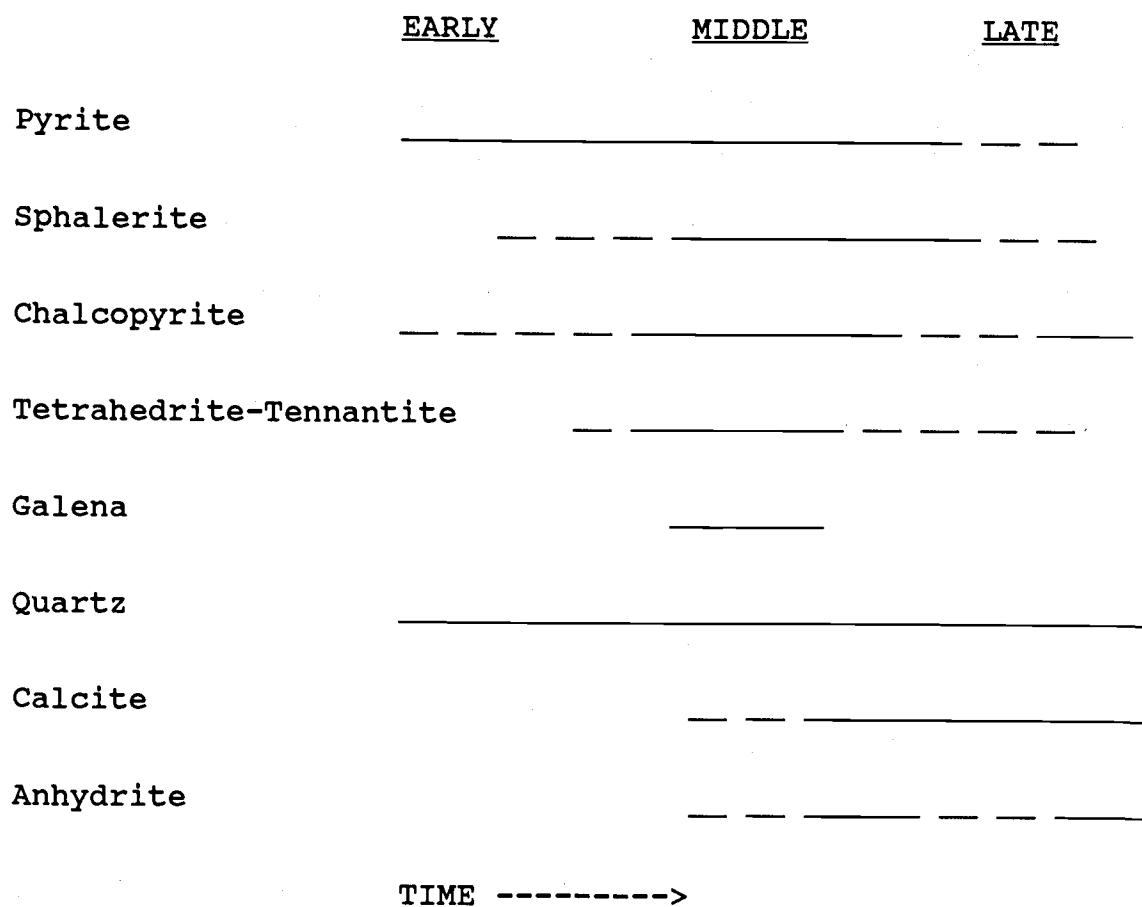 EARLY MIDDLE LATE
Pyrite
Sphalerite
Chalcopyrite
Tetrahedrite-Tennantite
Galena
Quartz
Calcite
Anhydrite
TIME --------->